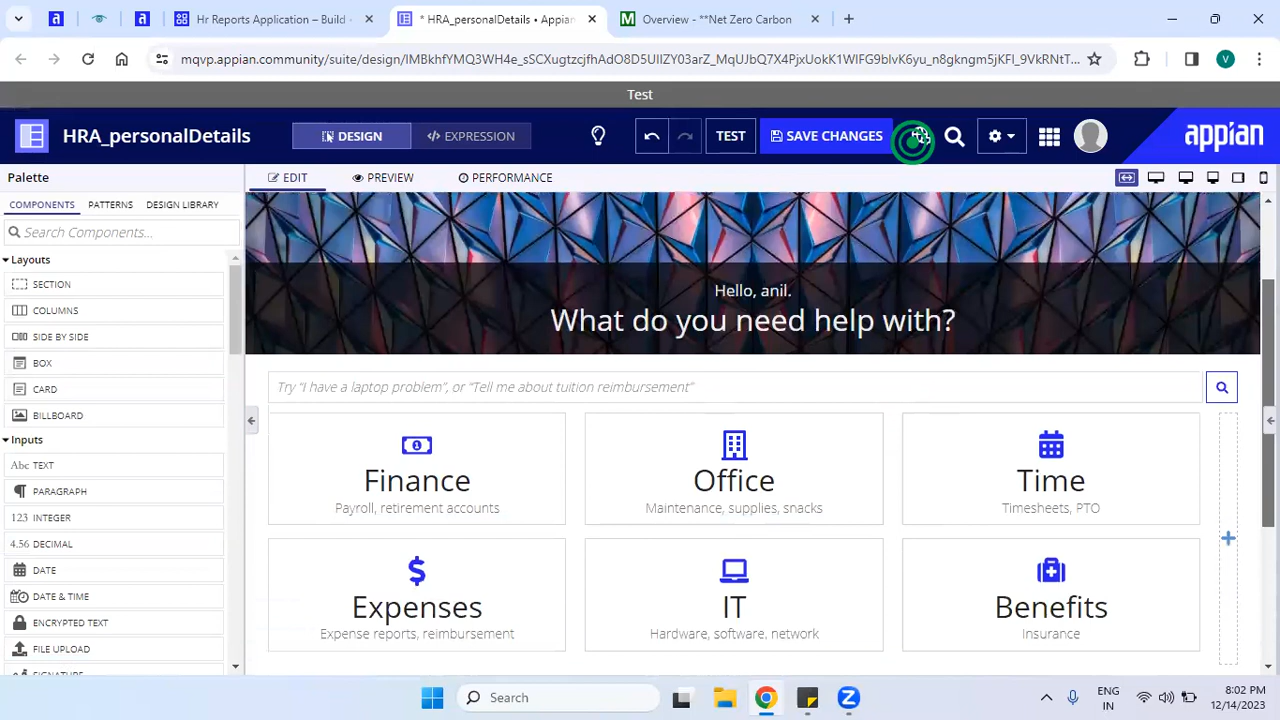 Hr Reports Application – Build
* HRA_personalDetails • Appian
Overview - **Net Zero Carbon
mqvp.appian.community/suite/design/
Test
HRA_personalDetails
DESIGN
EXPRESSION
TEST
SAVE CHANGES
appian
Palette
EDIT
PREVIEW
PERFORMANCE
COMPONENTS
PATTERNS
DESIGN LIBRARY
Search Components...
Layouts
SECTION
COLUMNS
SIDE BY SIDE
BOX
CARD
BILLBOARD
Inputs
Abc TEXT
PARAGRAPH
123 INTEGER
4.56 DECIMAL
DATE
DATE & TIME
ENCRYPTED TEXT
FILE UPLOAD
Hello, anil.
What do you need help with?
Try "I have a laptop problem", or "Tell me about tuition reimbursement"
Finance
Payroll, retirement accounts
Office
Maintenance, supplies, snacks
Time
Timesheets, PTO
Expenses
Expense reports, reimbursement
IT
Hardware, software, network
Benefits
Insurance
Search
ENG
IN
8:02 PM
12/14/2023